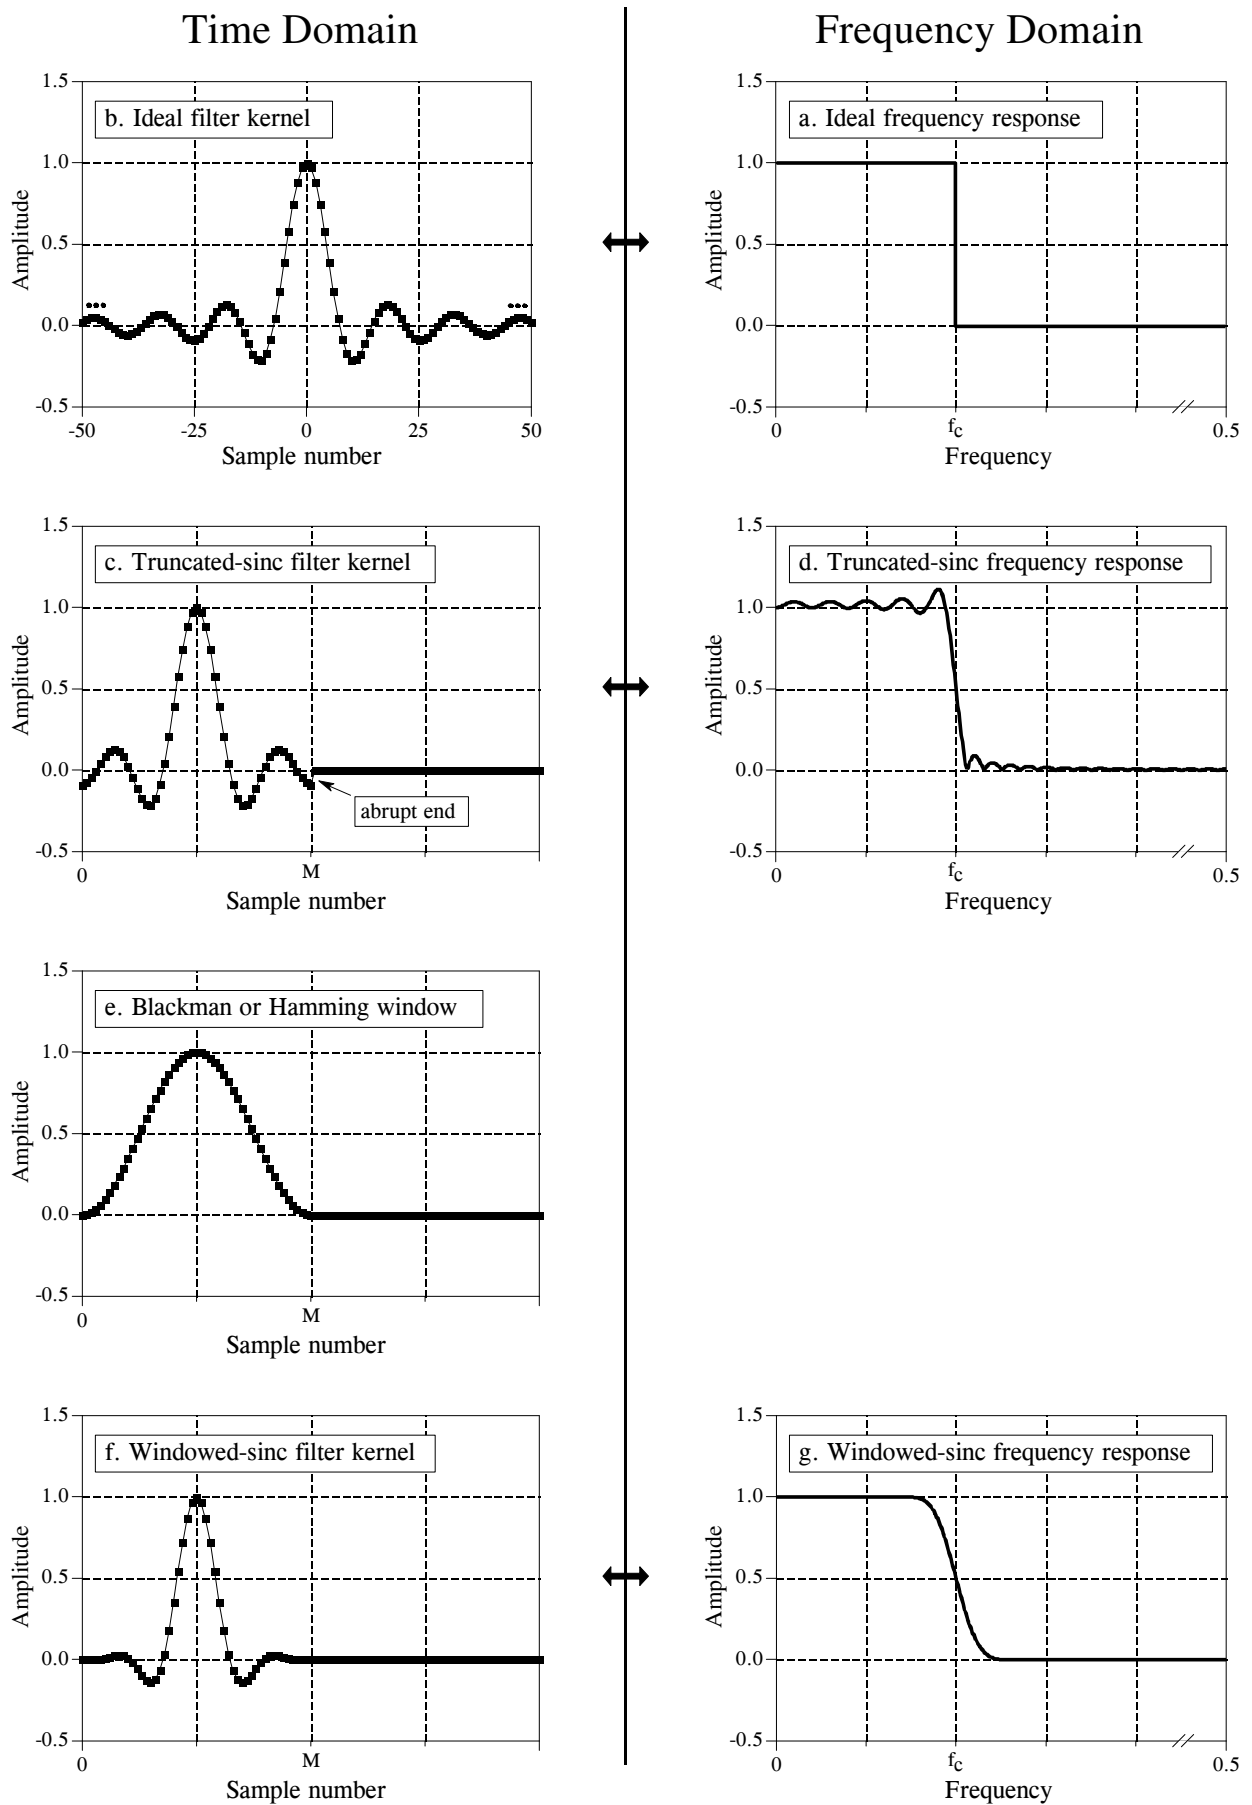 Time Domain
Frequency Domain
1.5
b. Ideal filter kernel
1.0
0.5
0.0
-0.5
-50
-25
0
25
50
Amplitude
Sample number
1.5
a. Ideal frequency response
1.0
0.5
0.0
-0.5
0
fc
0.5
Amplitude
Frequency
1.5
c. Truncated-sinc filter kernel
1.0
0.5
0.0
-0.5
abrupt end
0
M
Amplitude
Sample number
1.5
d. Truncated-sinc frequency response
1.0
0.5
0.0
-0.5
0
fc
0.5
Amplitude
Frequency
1.5
e. Blackman or Hamming window
1.0
0.5
0.0
-0.5
0
M
Amplitude
Sample number
1.5
f. Windowed-sinc filter kernel
1.0
0.5
0.0
-0.5
0
M
Amplitude
Sample number
1.5
g. Windowed-sinc frequency response
1.0
0.5
0.0
-0.5
0
fc
0.5
Amplitude
Frequency